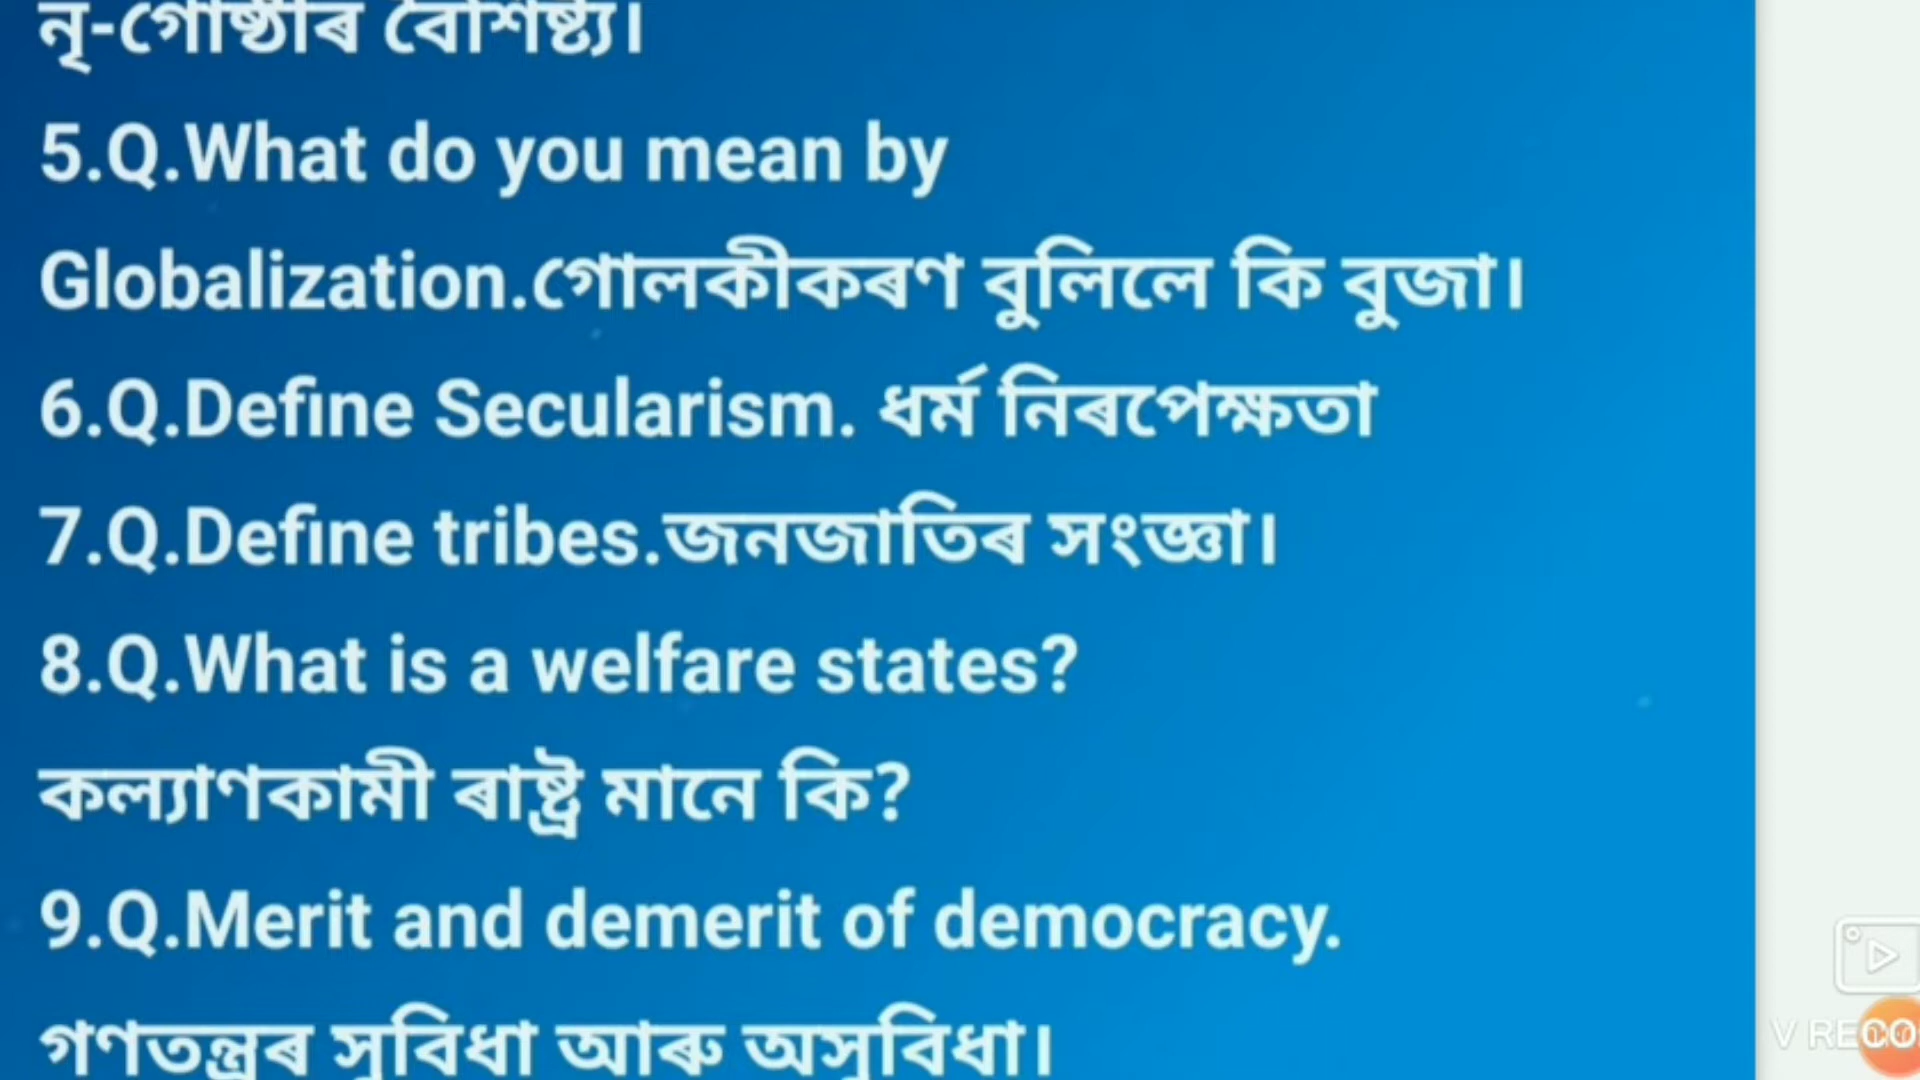 নৃ-গোষ্ঠীৰ বৈশিষ্ট্য।
5.Q.What do you mean by
Globalization.গোলকীকৰণ বুলিলে কি বুজা।
6.Q.Define Secularism. ধৰ্ম নিৰপেক্ষতা
7.Q.Define tribes.জনজাতিৰ সংজ্ঞা।
8.Q.What is a welfare states?
কল্যাণকামী ৰাষ্ট্ৰ মানে কি?
9.Q.Merit and demerit of democracy.
গণতন্ত্ৰৰ সুবিধা আৰু অসুবিধা।
V RECO